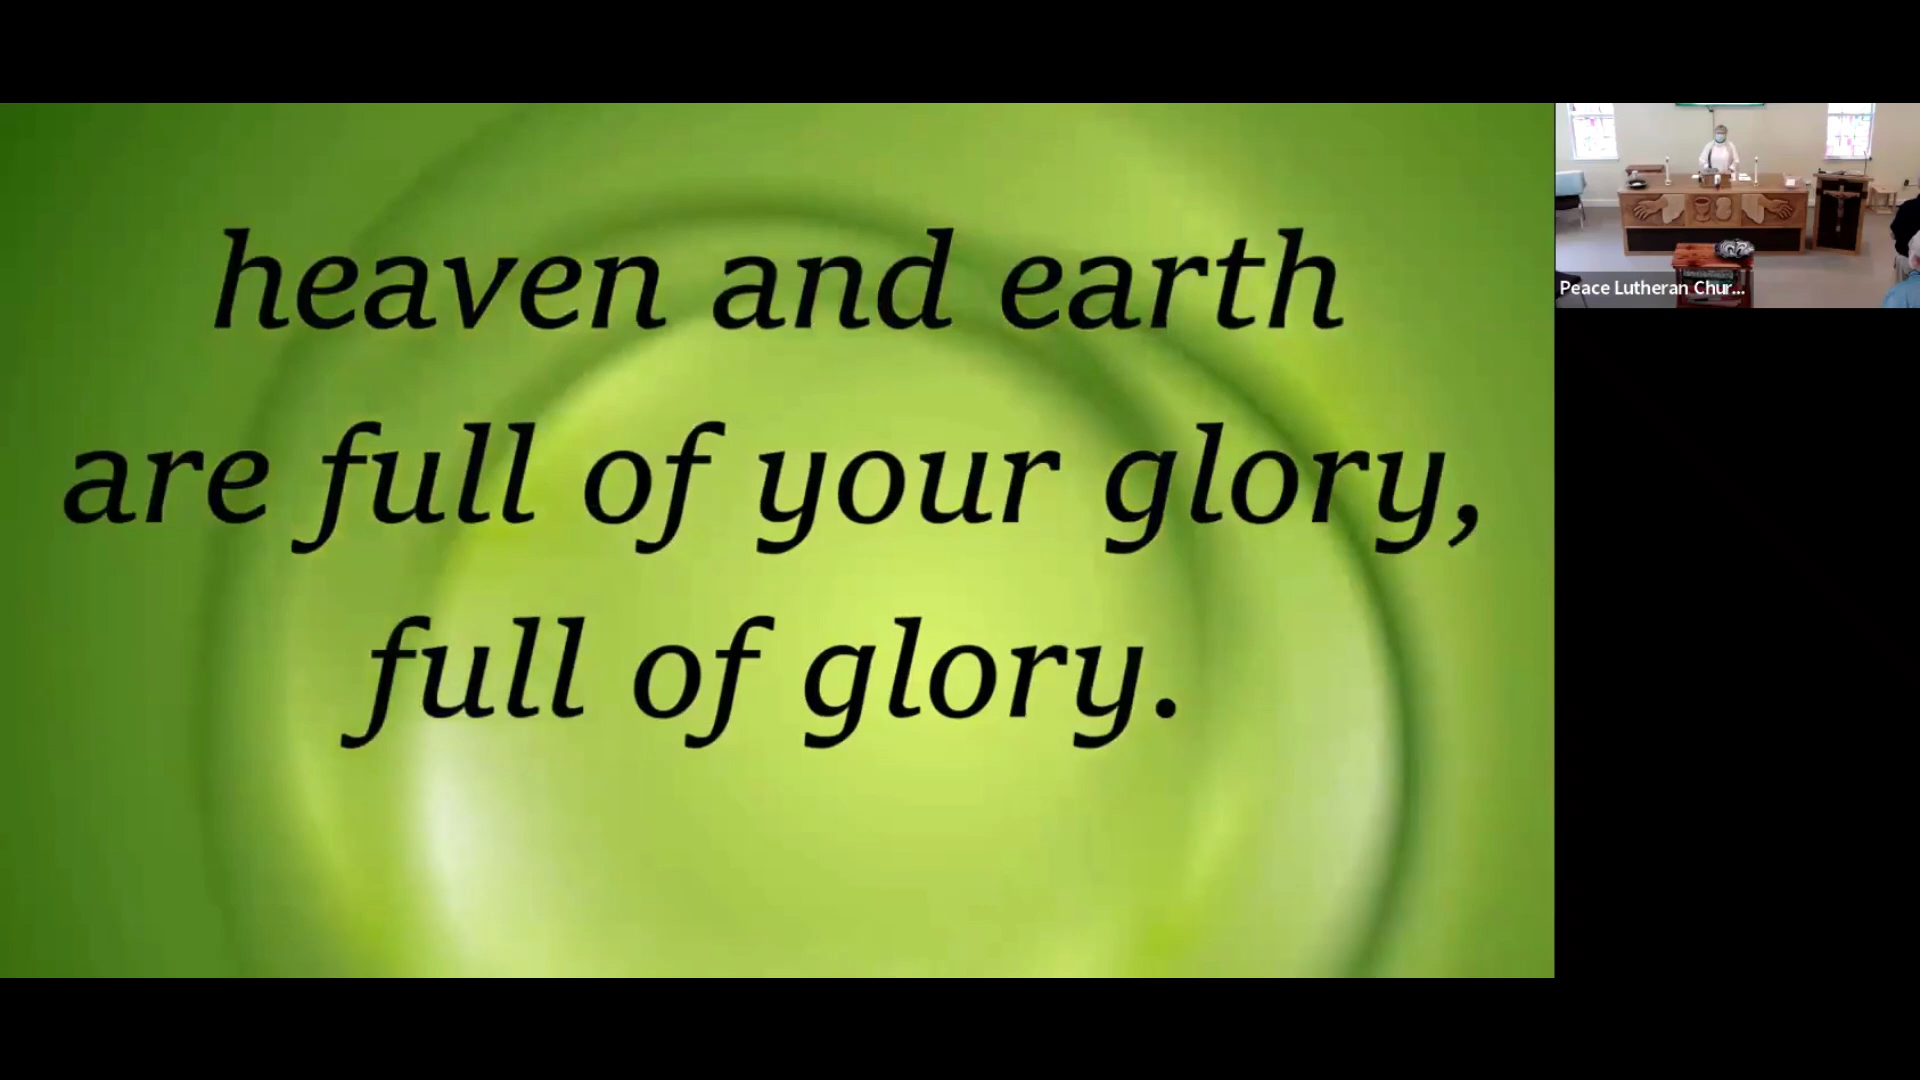 heaven and earth
are full of your glory,
full of glory.
Peace Lutheran Chur...